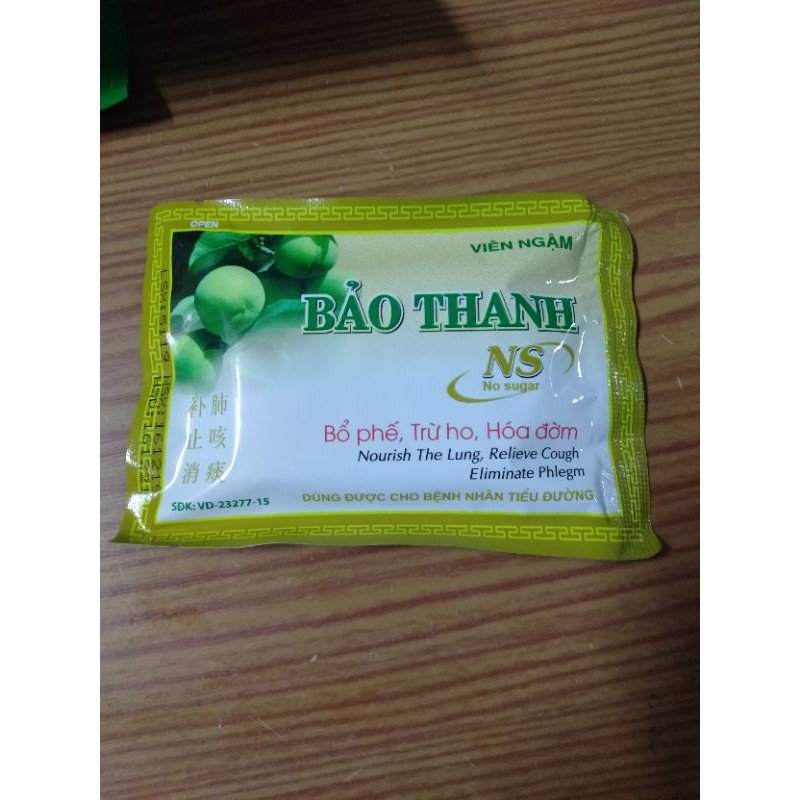 OPEN
VIÊN NGẬM
BẢO THANH
NS
No sugar
补肺
止咳
消痰
Bổ phế, Trừ ho, Hóa đờm
Nourish The Lung, Relieve Cough
Eliminate Phlegm
SĐK: VD-23277-15
DÙNG ĐƯỢC CHO BỆNH NHÂN TIỂU ĐƯỜNG